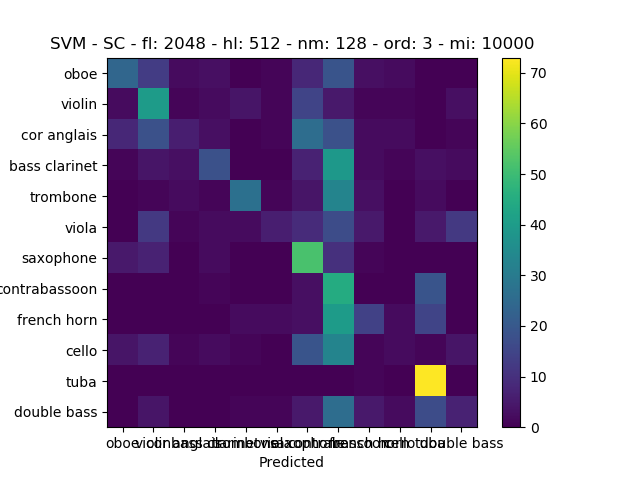 SVM - SC - fl: 2048 - hl: 512 - nm: 128 - ord: 3 - mi: 10000
oboe
violin
cor anglais
bass clarinet
trombone
viola
saxophone
contrabassoon
french horn
cello
tuba
double bass
70
60
50
40
30
20
10
0
oboe
double bass
Predicted